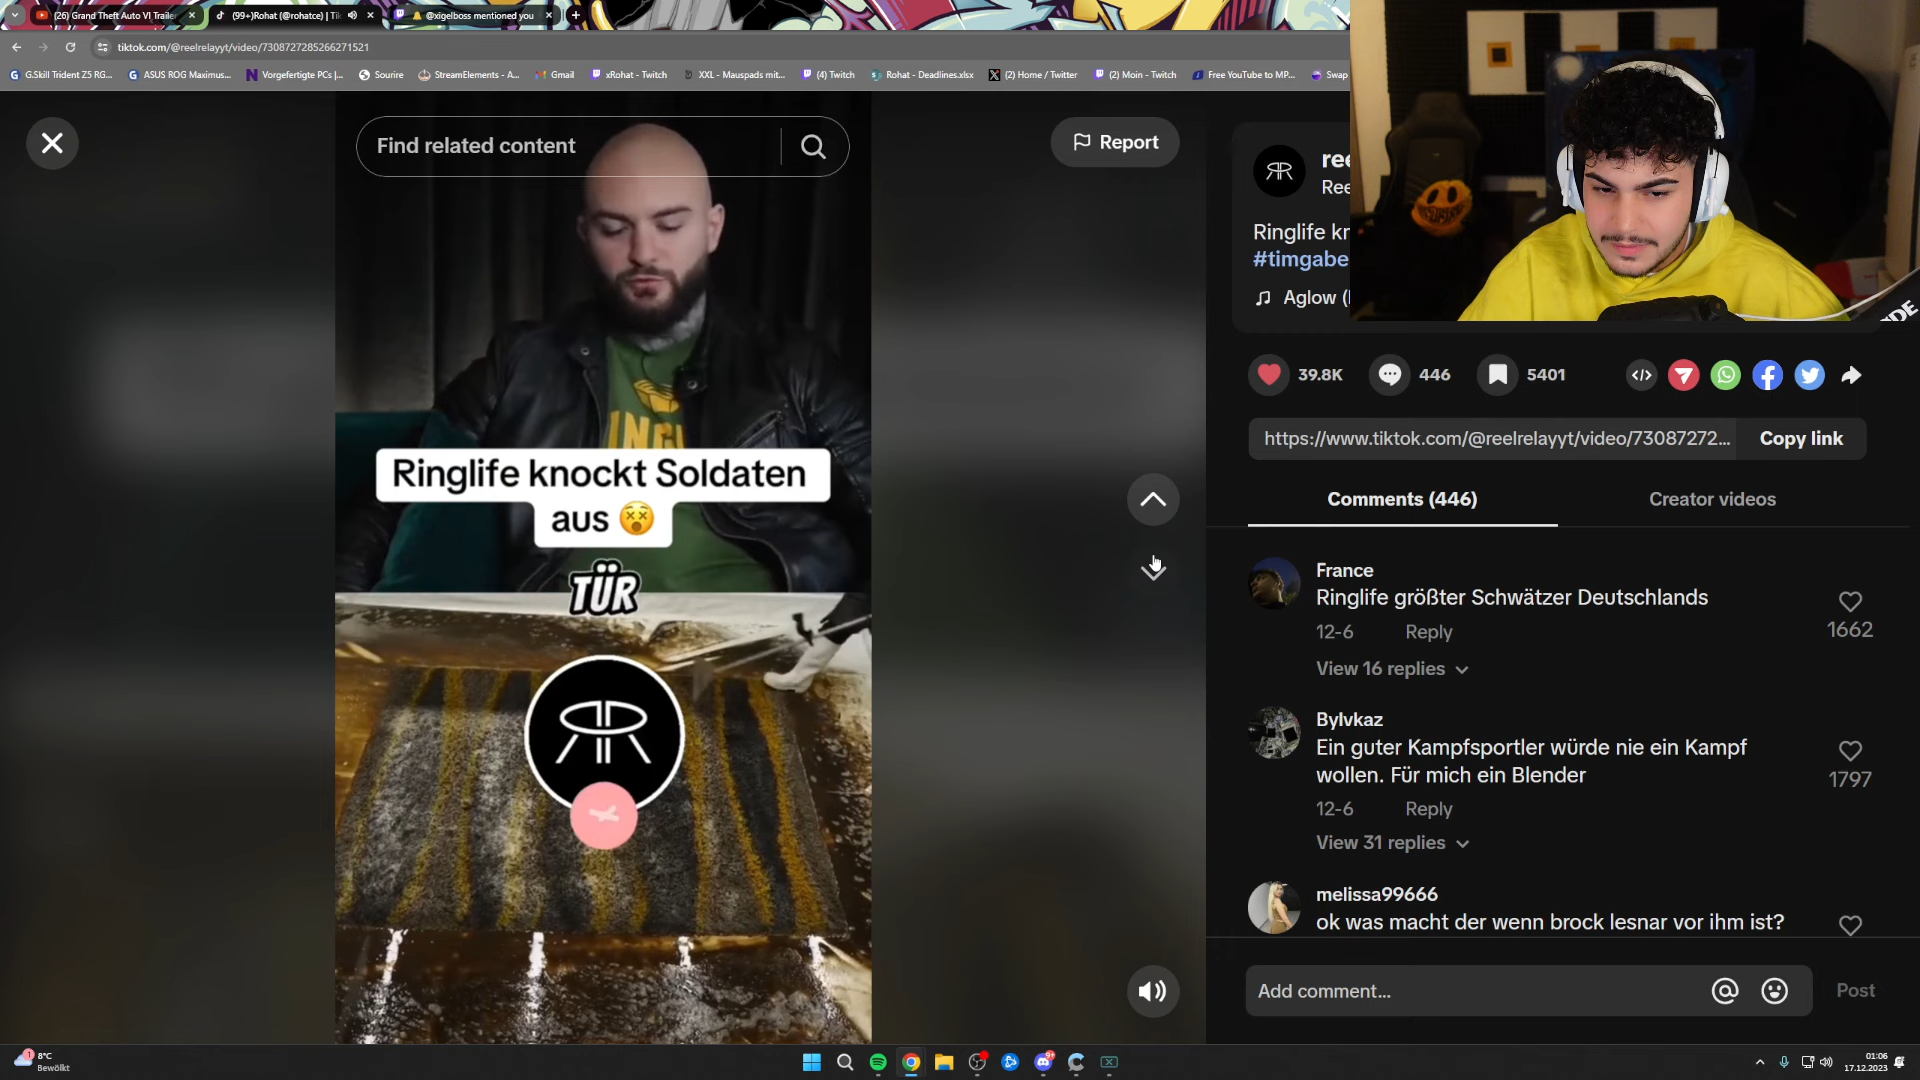 (26) Grand Theft Auto VI Trailer
(99+)Rohat (@rohatce) | Ti
@xigelboss mentioned you
tiktok.com/@reelrelayyt/video/7308727285266271521
G.Skill Trident Z5 RG...
ASUS ROG Maximus...
Vorgefertigte PCs |...
Sourire
StreamElements - A...
Gmail
xRohat - Twitch
XXL - Mauspads mit...
(4) Twitch
Rohat - Deadlines.xlsx
(2) Home / Twitter
(2) Moin - Twitch
Free YouTube to MP...
Swap
Find related content
Report
Ringlife knockt Soldaten
aus 😵
TÜR
ree
Ree
Ringlife kn
#timgabe
Aglow (
39.8K
446
5401
https://www.tiktok.com/@reelrelayyt/video/73087272...
Copy link
Comments (446)
Creator videos
France
Ringlife größter Schwätzer Deutschlands
12-6
Reply
1662
View 16 replies
Bylvkaz
Ein guter Kampfsportler würde nie ein Kampf
wollen. Für mich ein Blender
1797
12-6
Reply
View 31 replies
melissa99666
ok was macht der wenn brock lesnar vor ihm ist?
Add comment...
Post
1
8°C
Bewölkt
9+
01:06
17.12.2023